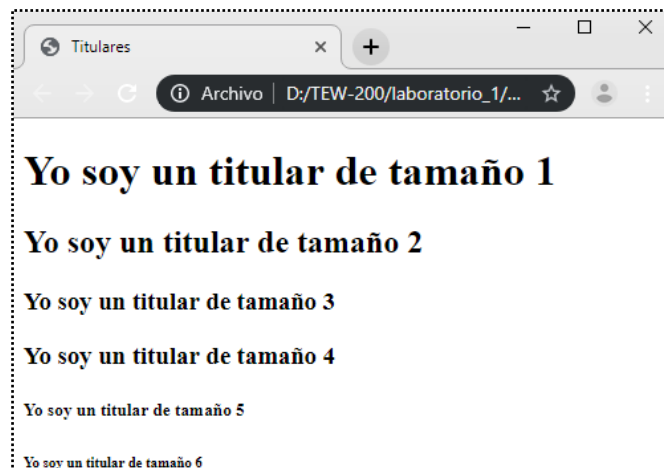 Titulares
Archivo | D:/TEW-200/laboratorio_1/...
Yo soy un titular de tamaño 1
Yo soy un titular de tamaño 2
Yo soy un titular de tamaño 3
Yo soy un titular de tamaño 4
Yo soy un titular de tamaño 5
Yo soy un titular de tamaño 6